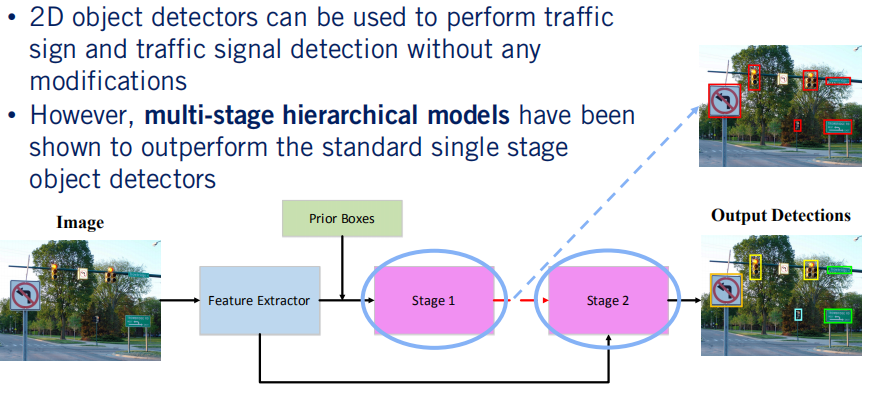 • 2D object detectors can be used to perform traffic
sign and traffic signal detection without any
modifications
• However, multi-stage hierarchical models have been
shown to outperform the standard single stage
object detectors
Image
Prior Boxes
Output Detections
Feature Extractor
Stage 1
Stage 2